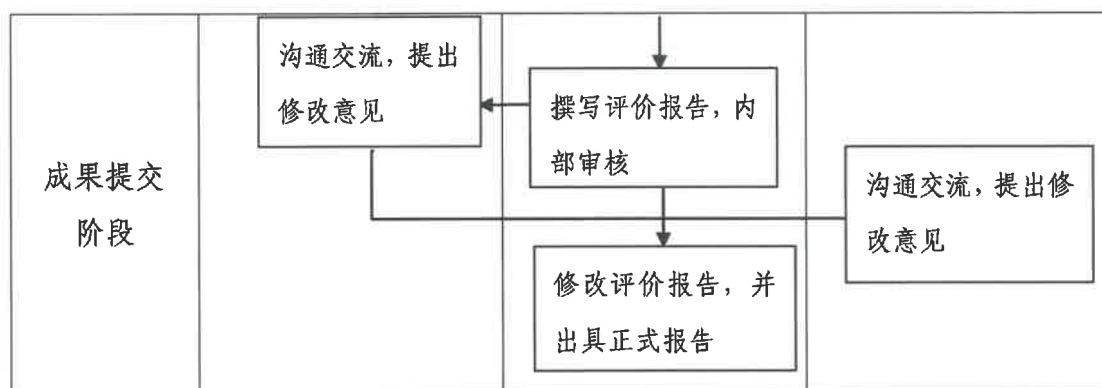 成果提交
阶段
沟通交流，提出
修改意见
撰写评价报告，内
部审核
沟通交流，提出修
改意见
修改评价报告，并
出具正式报告